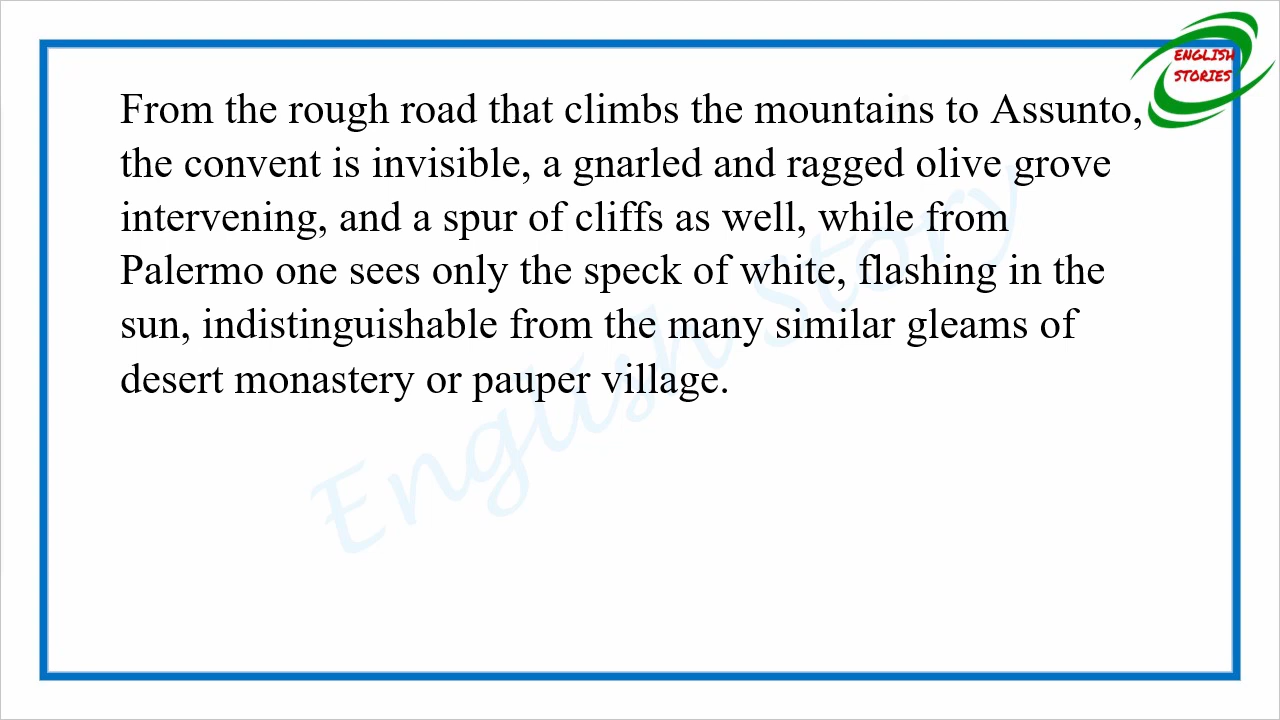 ENGLISH
STORIES
From the rough road that climbs the mountains to Assunto,
the convent is invisible, a gnarled and ragged olive grove
intervening, and a spur of cliffs as well, while from
Palermo one sees only the speck of white, flashing in the
sun, indistinguishable from the many similar gleams of
desert monastery or pauper village.
English Story